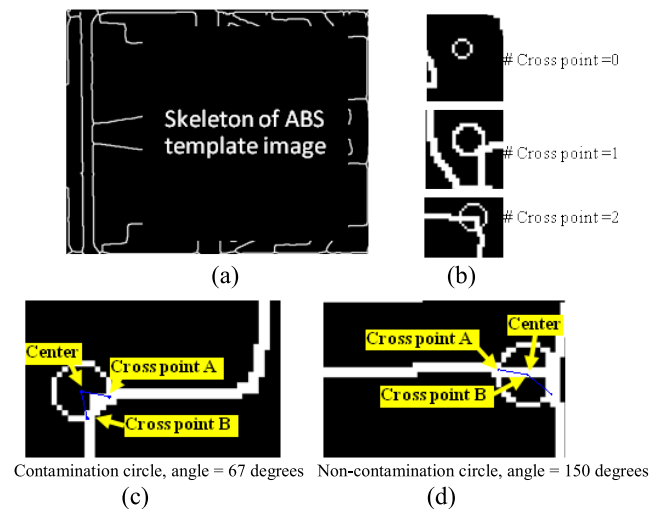 Skeleton of ABS
template image
# Cross point =0
# Cross point =1
# Cross point =2
(a)
(b)
Center
Cross point A
Cross point B
Center
Cross point A
Cross point B
Contamination circle, angle = 67 degrees
Non-contamination circle, angle = 150 degrees
(c)
(d)